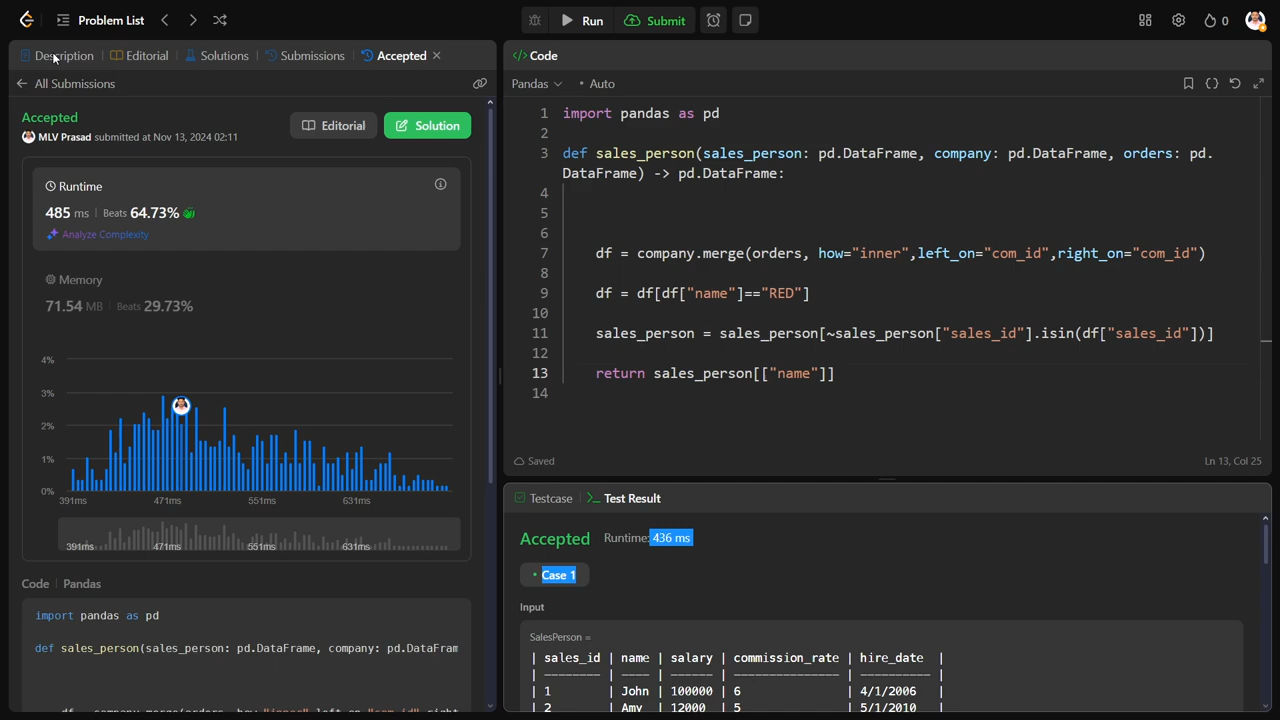 Problem List
Run
Submit
0
Description
Editorial
Solutions
Submissions
Accepted
All Submissions
Accepted
MLV Prasad submitted at Nov 13, 2024 02:11
Editorial
Solution
Runtime
485 ms | Beats 64.73%
Analyze Complexity
Memory
71.54 MB | Beats 29.73%
4%
3%
2%
1%
0%
391ms 471ms 551ms 631ms
391ms 471ms 551ms 631ms
Code | Pandas
import pandas as pd
def sales_person(sales_person: pd.DataFrame, company: pd.DataFram
</> Code
Pandas
Auto
1 import pandas as pd
2
3 def sales_person(sales_person: pd.DataFrame, company: pd.DataFrame, orders: pd.
DataFrame) -> pd.DataFrame:
4
5
6
7 df = company.merge(orders, how="inner",left_on="com_id",right_on="com_id")
8
9 df = df[df["name"]=="RED"]
10
11 sales_person = sales_person[~sales_person["sales_id"].isin(df["sales_id"])]
12
13 return sales_person[["name"]]
14
Saved
Ln 13, Col 25
Testcase
Test Result
Accepted Runtime: 436 ms
• Case 1
Input
SalesPerson =
| sales_id | name | salary | commission_rate | hire_date |
| -------- | ---- | ------ | --------------- | ---------- |
| 1 | John | 100000 | 6 | 4/1/2006
| 2 | Amy | 12000 | 5 | 5/1/2010